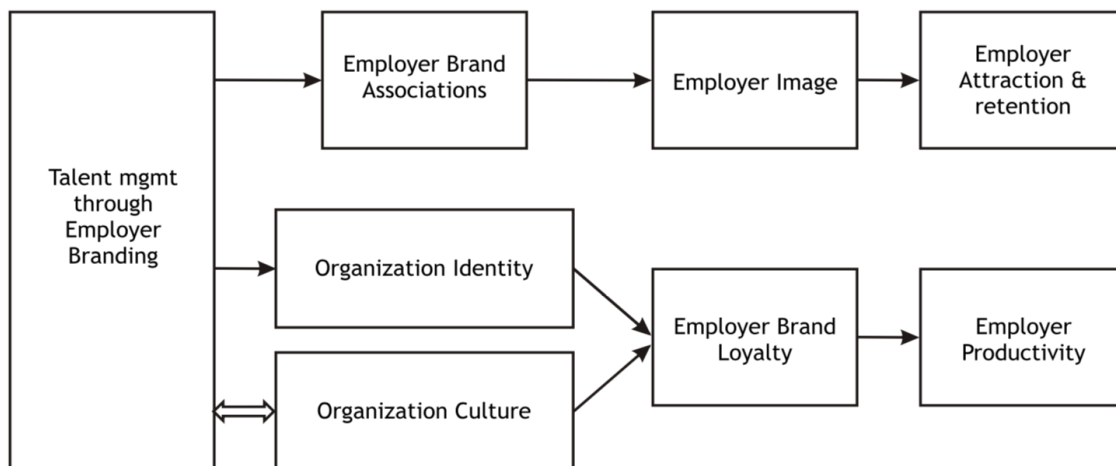 Employer Brand
Associations
Employer Image
Employer
Attraction &
retention
Talent mgmt
through
Employer
Branding
Organization Identity
Employer Brand
Loyalty
Employer
Productivity
Organization Culture